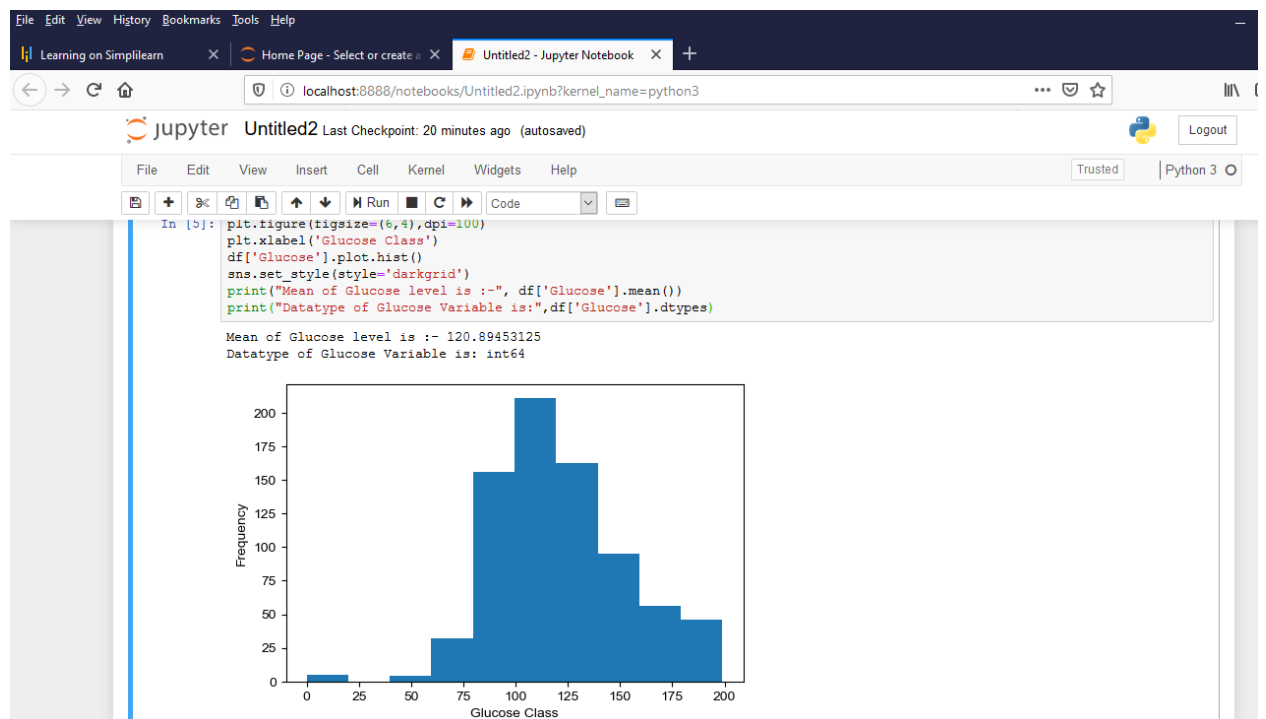 File Edit View History Bookmarks Tools Help
Learning on Simplilearn Home Page - Select or create a Untitled2 - Jupyter Notebook
localhost:8888/notebooks/Untitled2.ipynb?kernel_name=python3
jupyter Untitled2 Last Checkpoint: 20 minutes ago (autosaved) Logout
File Edit View Insert Cell Kernel Widgets Help Trusted Python 3
Run Code
In [5]: plt.figure(figsize=(6,4),dpi=100)
plt.xlabel('Glucose Class')
df['Glucose'].plot.hist()
sns.set_style(style='darkgrid')
print("Mean of Glucose level is :-", df['Glucose'].mean())
print("Datatype of Glucose Variable is:",df['Glucose'].dtypes)
Mean of Glucose level is :- 120.89453125
Datatype of Glucose Variable is: int64
200
175
150
125
100
75
50
25
0
Frequency
0 25 50 75 100 125 150 175 200
Glucose Class